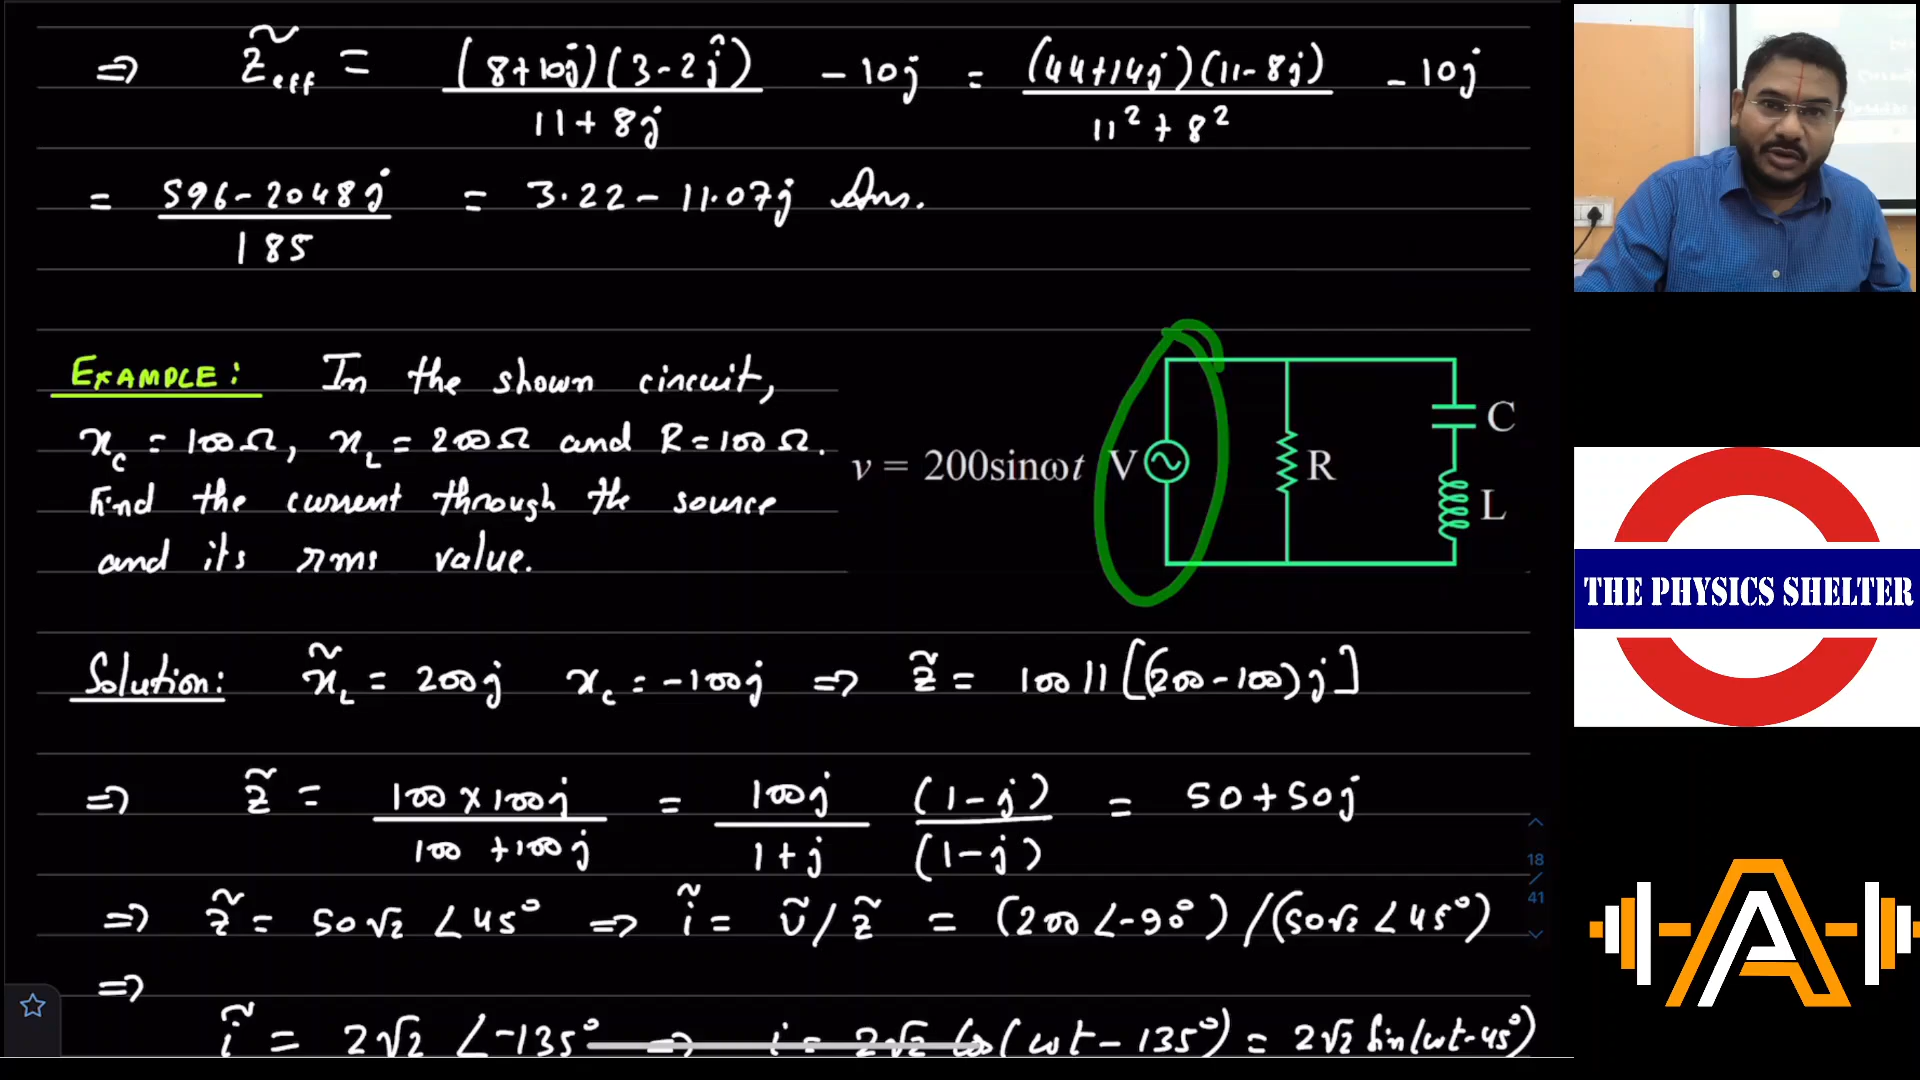 ⇒ z̃eff = (8+10j)(3-2ĵ) / 11+8j - 10j = (44+14j)(11-8j) / 11²+8² - 10j
= 596-2048j / 185 = 3.22 - 11.07j Ans.
EXAMPLE: In the shown circuit,
xc = 100Ω, xL = 200Ω and R = 100Ω.
Find the current through the source
and its rms value.
v = 200sinωt V
R
C
L
Solution: x̃L = 200j xc = -100j ⇒ z̃ = 100 || [(200-100)j]
⇒ z̃ = 100 x 100j / 100 + 100j = 100j / 1+j (1-j) / (1-j) = 50+50j
⇒ z̃ = 50√2 ∠45° ⇒ ĩ = ṽ/z̃ = (200∠-90°)/(50√2 ∠45°)
⇒
ĩ = 2√2 ∠-135° ⇒ i = 2√2 Cos(ωt - 135°) = 2√2 Sin(ωt-45°)
18
/
41
THE PHYSICS SHELTER
A